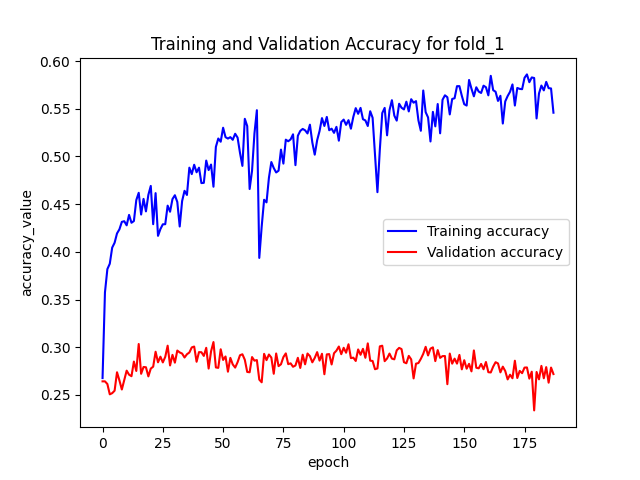 Training and Validation Accuracy for fold_1
accuracy_value
0.60
0.55
0.50
0.45
0.40
0.35
0.30
0.25
Training accuracy
Validation accuracy
0 25 50 75 100 125 150 175
epoch